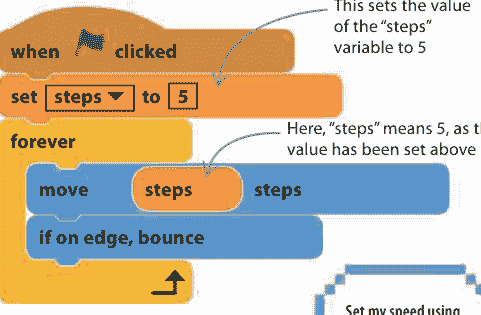 This sets the value
of the "steps"
variable to 5
when clicked
set steps to 5
forever
Here, "steps" means 5, as
value has been set above
move steps steps
if on edge, bounce
Set my speed using